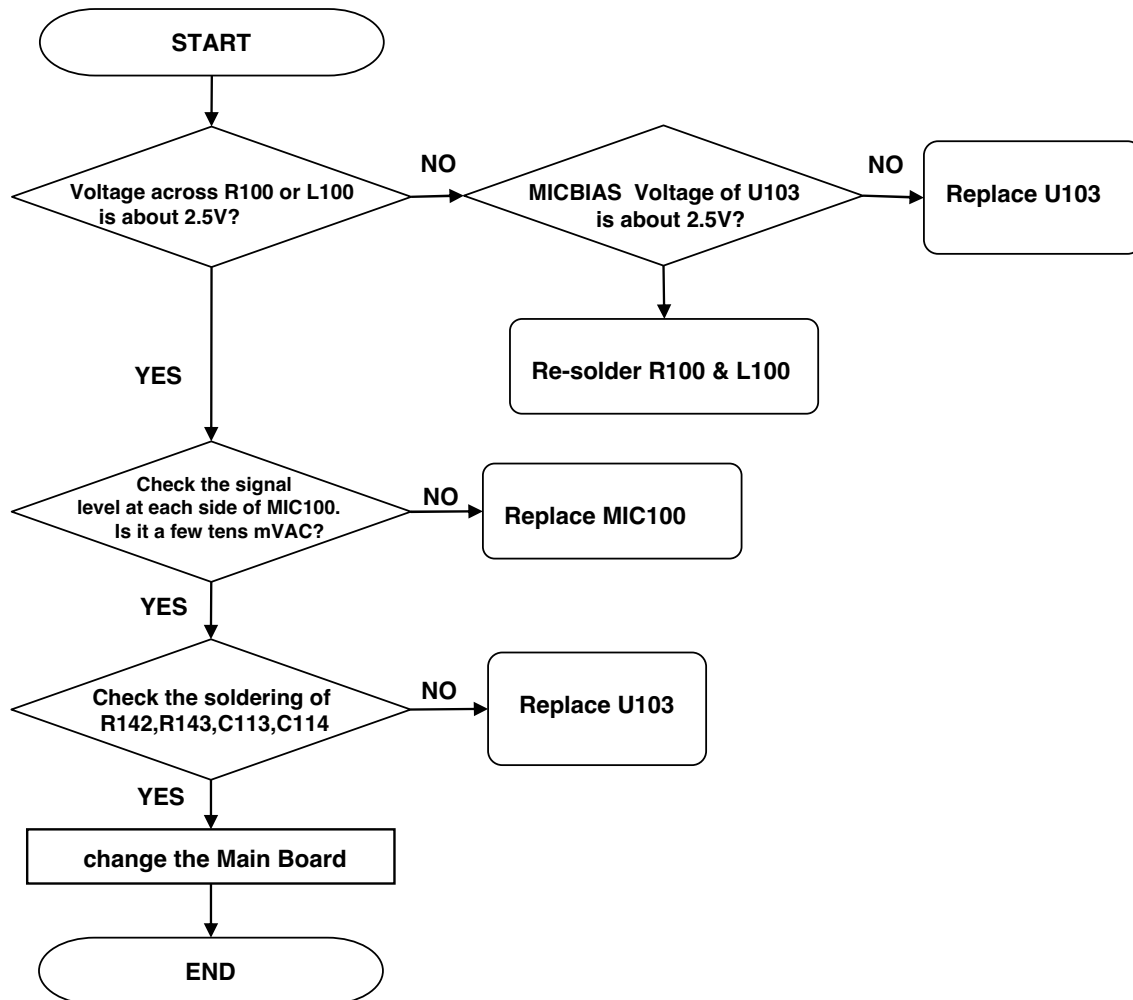 START
Voltage across R100 or L100
is about 2.5V?
NO
MICBIAS Voltage of U103
is about 2.5V?
NO
Replace U103
Re-solder R100 & L100
YES
Check the signal
level at each side of MIC100.
Is it a few tens mVAC?
NO
Replace MIC100
YES
Check the soldering of
R142,R143,C113,C114
NO
Replace U103
YES
change the Main Board
END